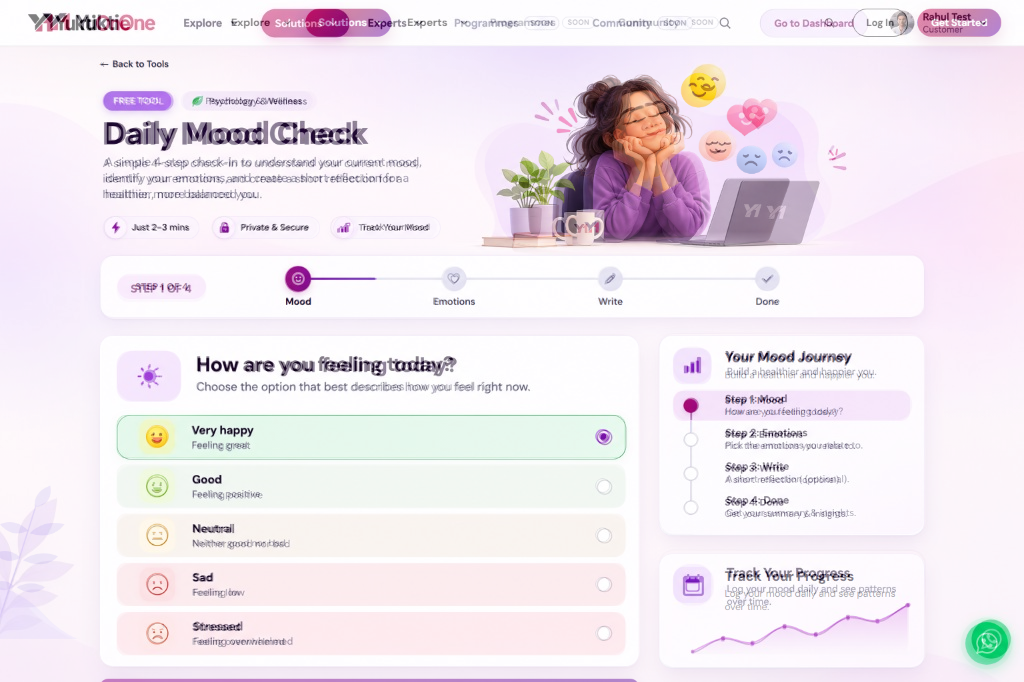 Explore Solutions Experts Programmes SOON Community SOON Go to Dashboard Log In Get Started Rahul Test
Customer
← Back to Tools
FREE TOOL Psychology & Wellness
Daily Mood Check
A simple 4-step check-in to understand your current mood,
identify your emotions, and create a short reflection for a
healthier, more balanced you.
Just 2–3 mins Private & Secure Track Your Mood
STEP 1 OF 4
Mood Emotions Write Done
How are you feeling today?
Choose the option that best describes how you feel right now.
Very happy
Feeling great
Good
Feeling positive
Neutral
Neither good nor bad
Sad
Feeling low
Stressed
Feeling overwhelmed
Your Mood Journey
Build a healthier and happier you.
Step 1: Mood
How are you feeling today?
Step 2: Emotions
Pick the emotions you relate to.
Step 3: Write
A short reflection (optional).
Step 4: Done
Get your summary & insights.
Track Your Progress
Log your mood daily and see patterns
over time.